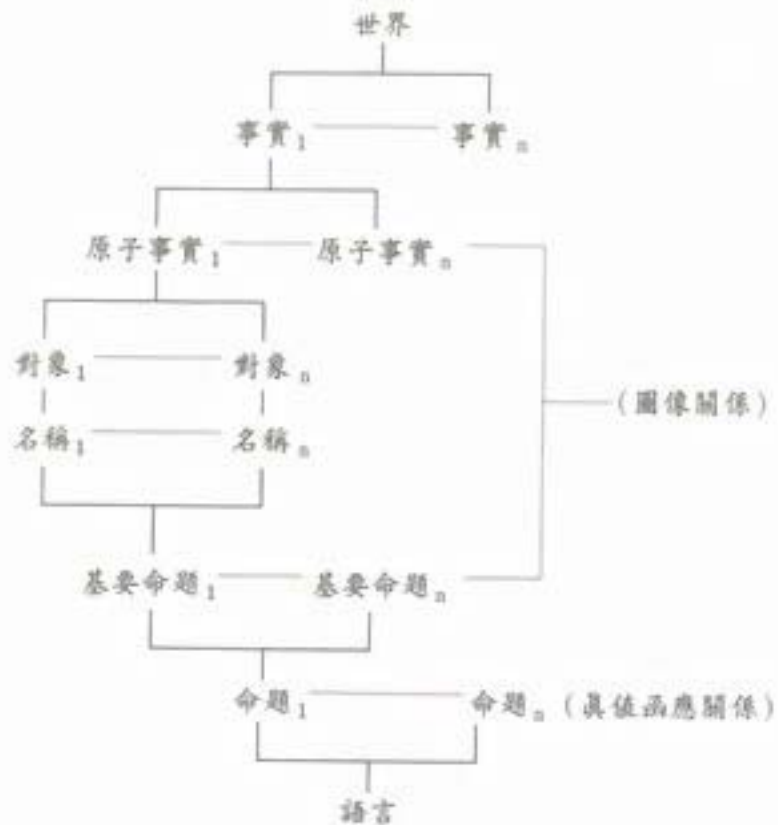 世界
事實1 事實n
原子事實1 原子事實n
對象1 對象n
(圖像關係)
名稱1 名稱n
基要命題1 基要命題n
命題1 命題n (真值函應關係)
語言